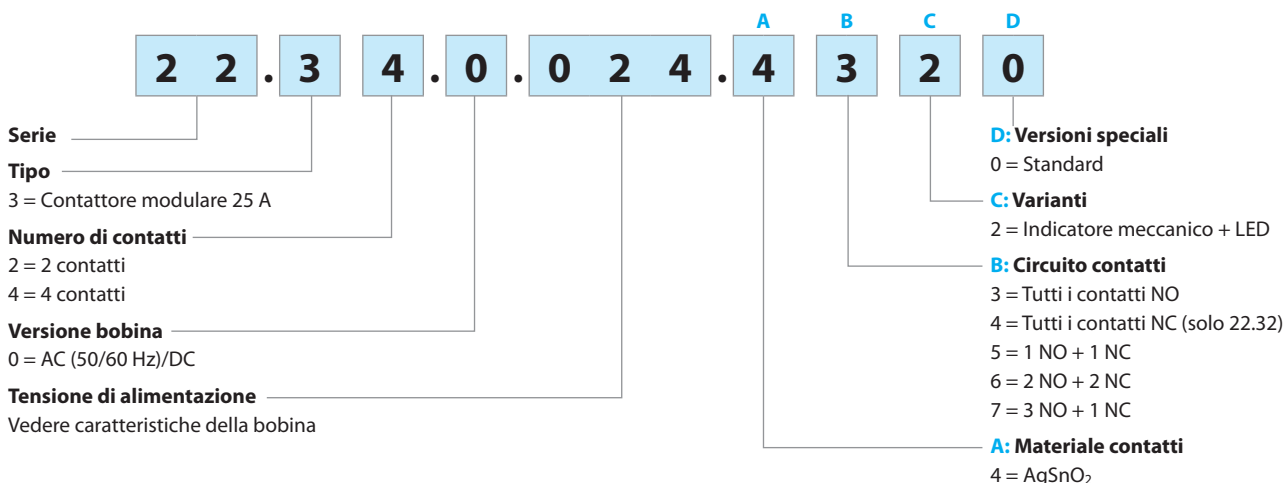 A B C D
2 2 . 3 4 . 0 . 0 2 4 . 4 3 2 0
Serie
Tipo
3 = Contattore modulare 25 A
Numero di contatti
2 = 2 contatti
4 = 4 contatti
Versione bobina
0 = AC (50/60 Hz)/DC
Tensione di alimentazione
Vedere caratteristiche della bobina
D: Versioni speciali
0 = Standard
C: Varianti
2 = Indicatore meccanico + LED
B: Circuito contatti
3 = Tutti i contatti NO
4 = Tutti i contatti NC (solo 22.32)
5 = 1 NO + 1 NC
6 = 2 NO + 2 NC
7 = 3 NO + 1 NC
A: Materiale contatti
4 = AgSnO₂